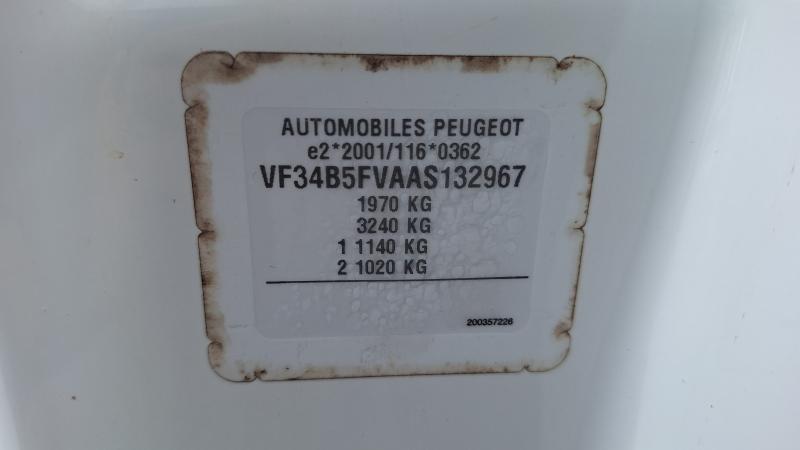 AUTOMOBILES PEUGEOT
e2*2001/116*0362
VF34B5FVAAS132967
1970 KG
3240 KG
1 1140 KG
2 1020 KG
200357226